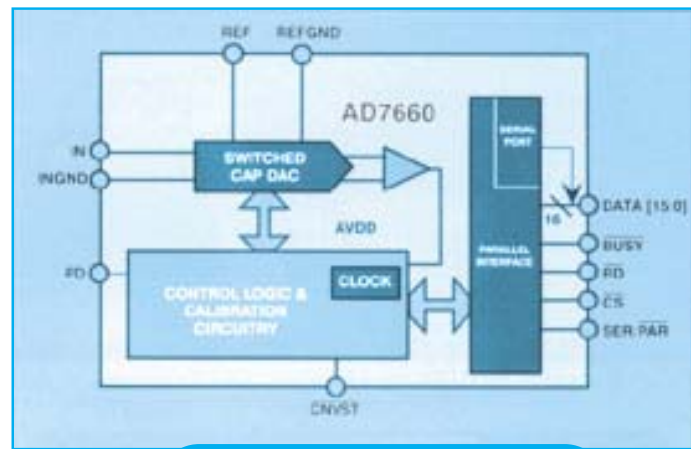 REF REFGND
AD7660
SERIAL
PORT
IN
SWITCHED
CAP DAC
INGND
DATA [15:0]
16
AVDD
BUSY
PARALLEL
INTERFACE
RD
PD
CLOCK
CONTROL LOGIC &
CALIBRATION
CIRCUITRY
CS
SER/PAR
CNVST